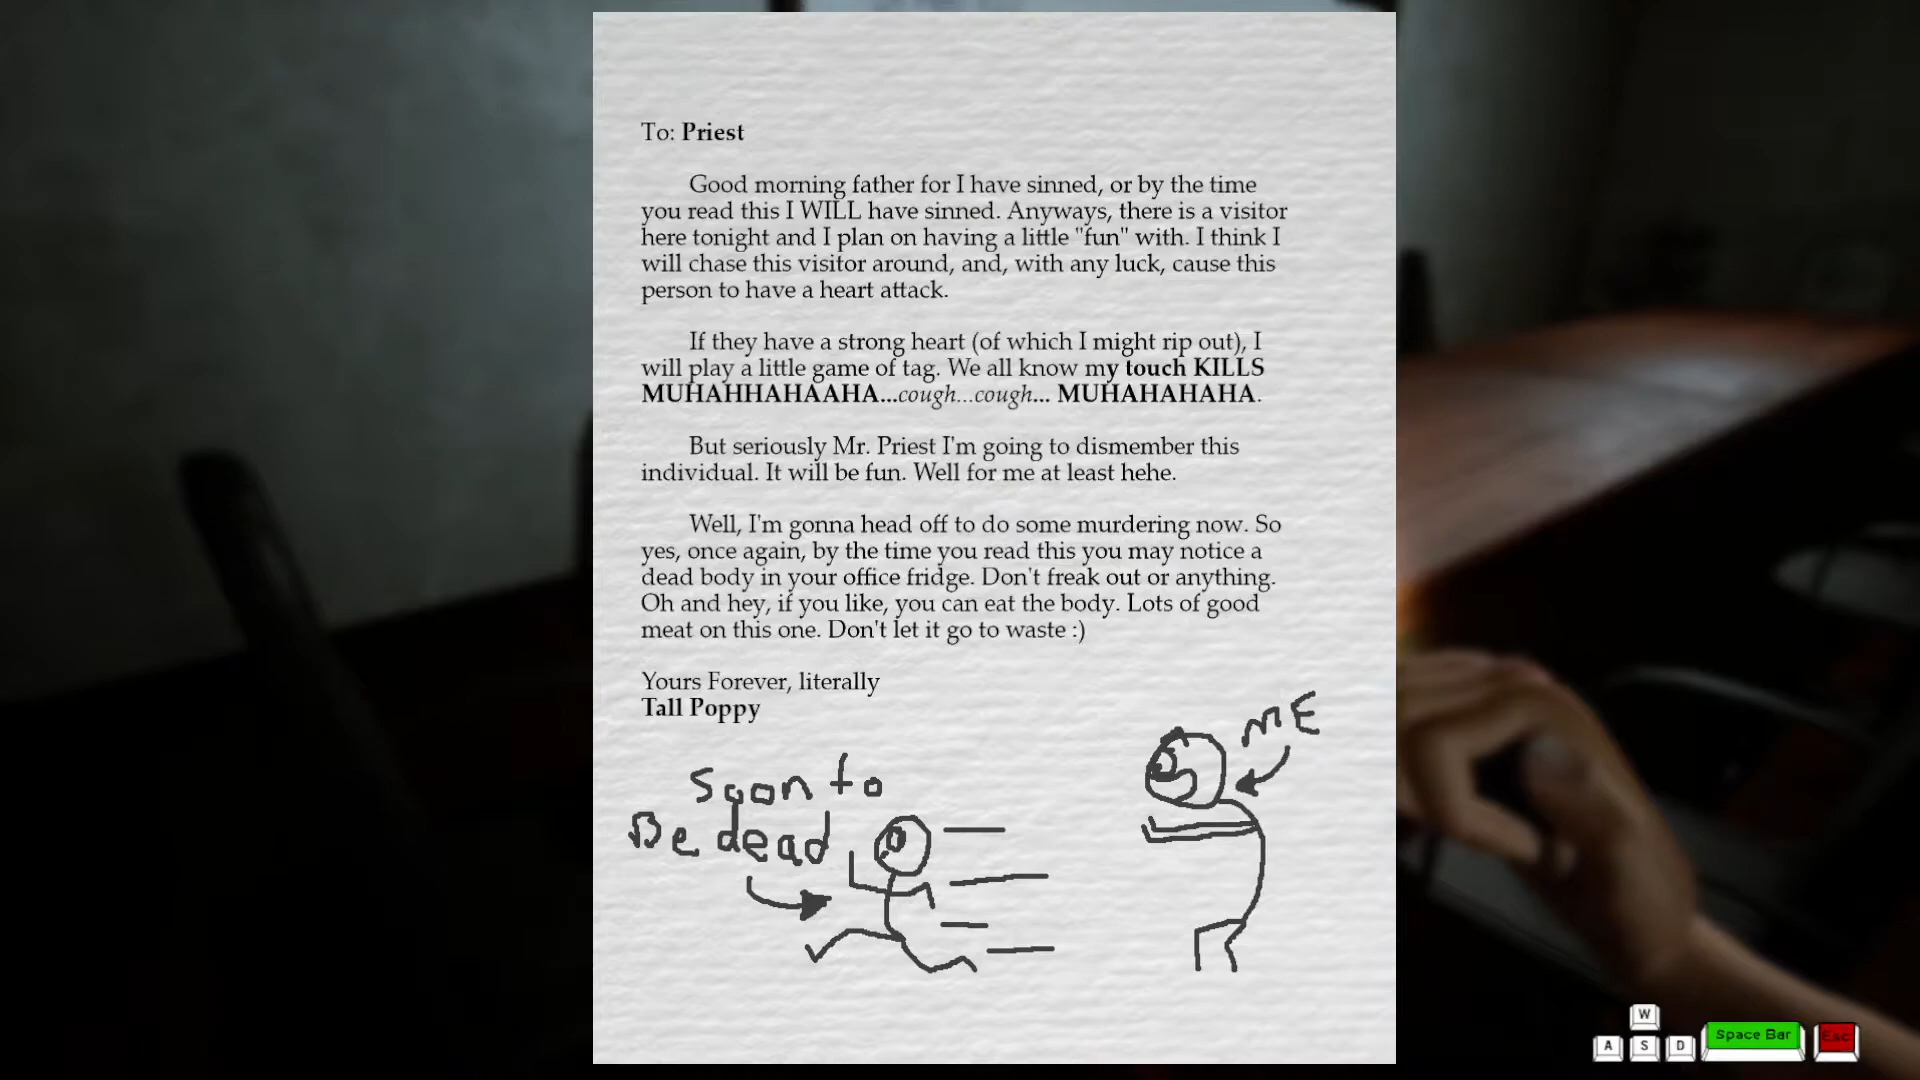 To: Priest
Good morning father for I have sinned, or by the time
you read this I WILL have sinned. Anyways, there is a visitor
here tonight and I plan on having a little "fun" with. I think I
will chase this visitor around, and, with any luck, cause this
person to have a heart attack.
If they have a strong heart (of which I might rip out), I
will play a little game of tag. We all know my touch KILLS
MUHAHHAHAAHA...cough...cough... MUHAHAHAHA.
But seriously Mr. Priest I'm going to dismember this
individual. It will be fun. Well for me at least hehe.
Well, I'm gonna head off to do some murdering now. So
yes, once again, by the time you read this you may notice a
dead body in your office fridge. Don't freak out or anything.
Oh and hey, if you like, you can eat the body. Lots of good
meat on this one. Don't let it go to waste :)
Yours Forever, literally
Tall Poppy
ME
Soon to
Be dead
W
A S D Space Bar Esc